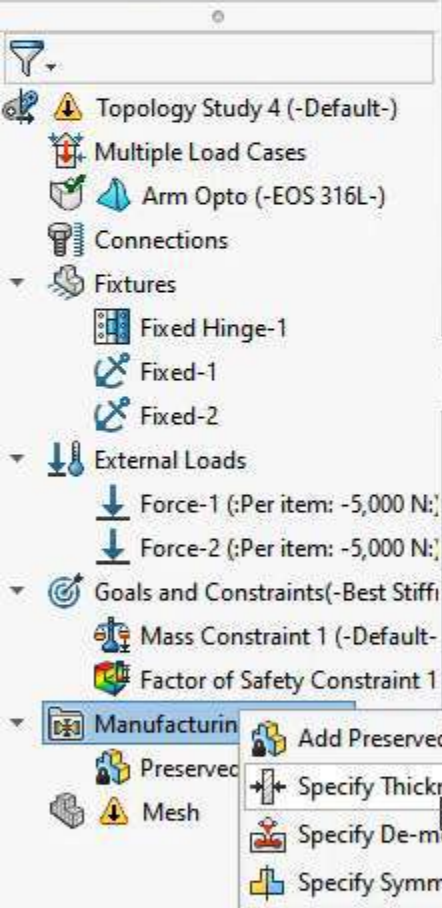 Topology Study 4 (-Default-)
Multiple Load Cases
Arm Opto (-EOS 316L-)
Connections
Fixtures
Fixed Hinge-1
Fixed-1
Fixed-2
External Loads
Force-1 (:Per item: -5,000 N:)
Force-2 (:Per item: -5,000 N:)
Goals and Constraints(-Best Stiffn
Mass Constraint 1 (-Default-
Factor of Safety Constraint 1
Manufacturin
Add Preserved
Preserved
Specify Thickn
Mesh
Specify De-m
Specify Symm